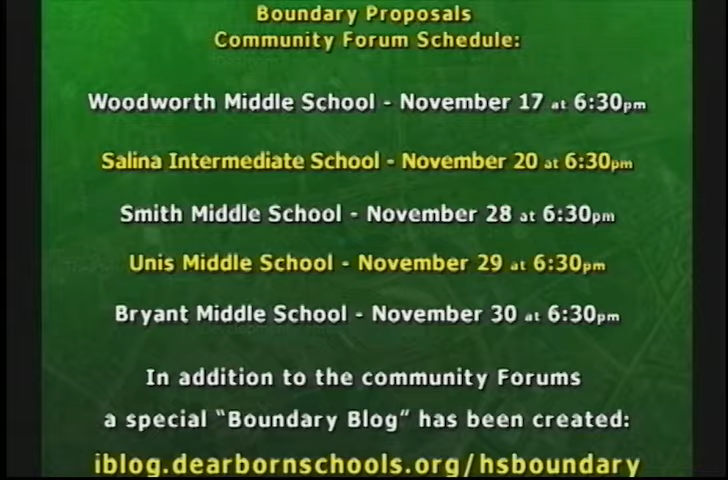 Boundary Proposals
Community Forum Schedule:
Woodworth Middle School - November 17 at 6:30pm
Salina Intermediate School - November 20 at 6:30pm
Smith Middle School - November 28 at 6:30pm
Unis Middle School - November 29 at 6:30pm
Bryant Middle School - November 30 at 6:30pm
In addition to the community Forums
a special “Boundary Blog” has been created:
iblog.dearbornschools.org/hsboundary